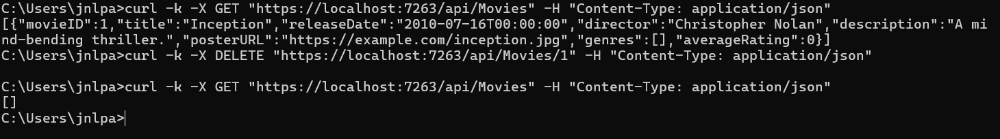 C:\Users\jnlpa>curl -k -X GET "https://localhost:7263/api/Movies" -H "Content-Type: application/json"
[{"movieID":1,"title":"Inception","releaseDate":"2010-07-16T00:00:00","director":"Christopher Nolan","description":"A mi
nd-bending thriller.","posterURL":"https://example.com/inception.jpg","genres":[],"averageRating":0}]
C:\Users\jnlpa>curl -k -X DELETE "https://localhost:7263/api/Movies/1" -H "Content-Type: application/json"
C:\Users\jnlpa>curl -k -X GET "https://localhost:7263/api/Movies" -H "Content-Type: application/json"
[]
C:\Users\jnlpa>